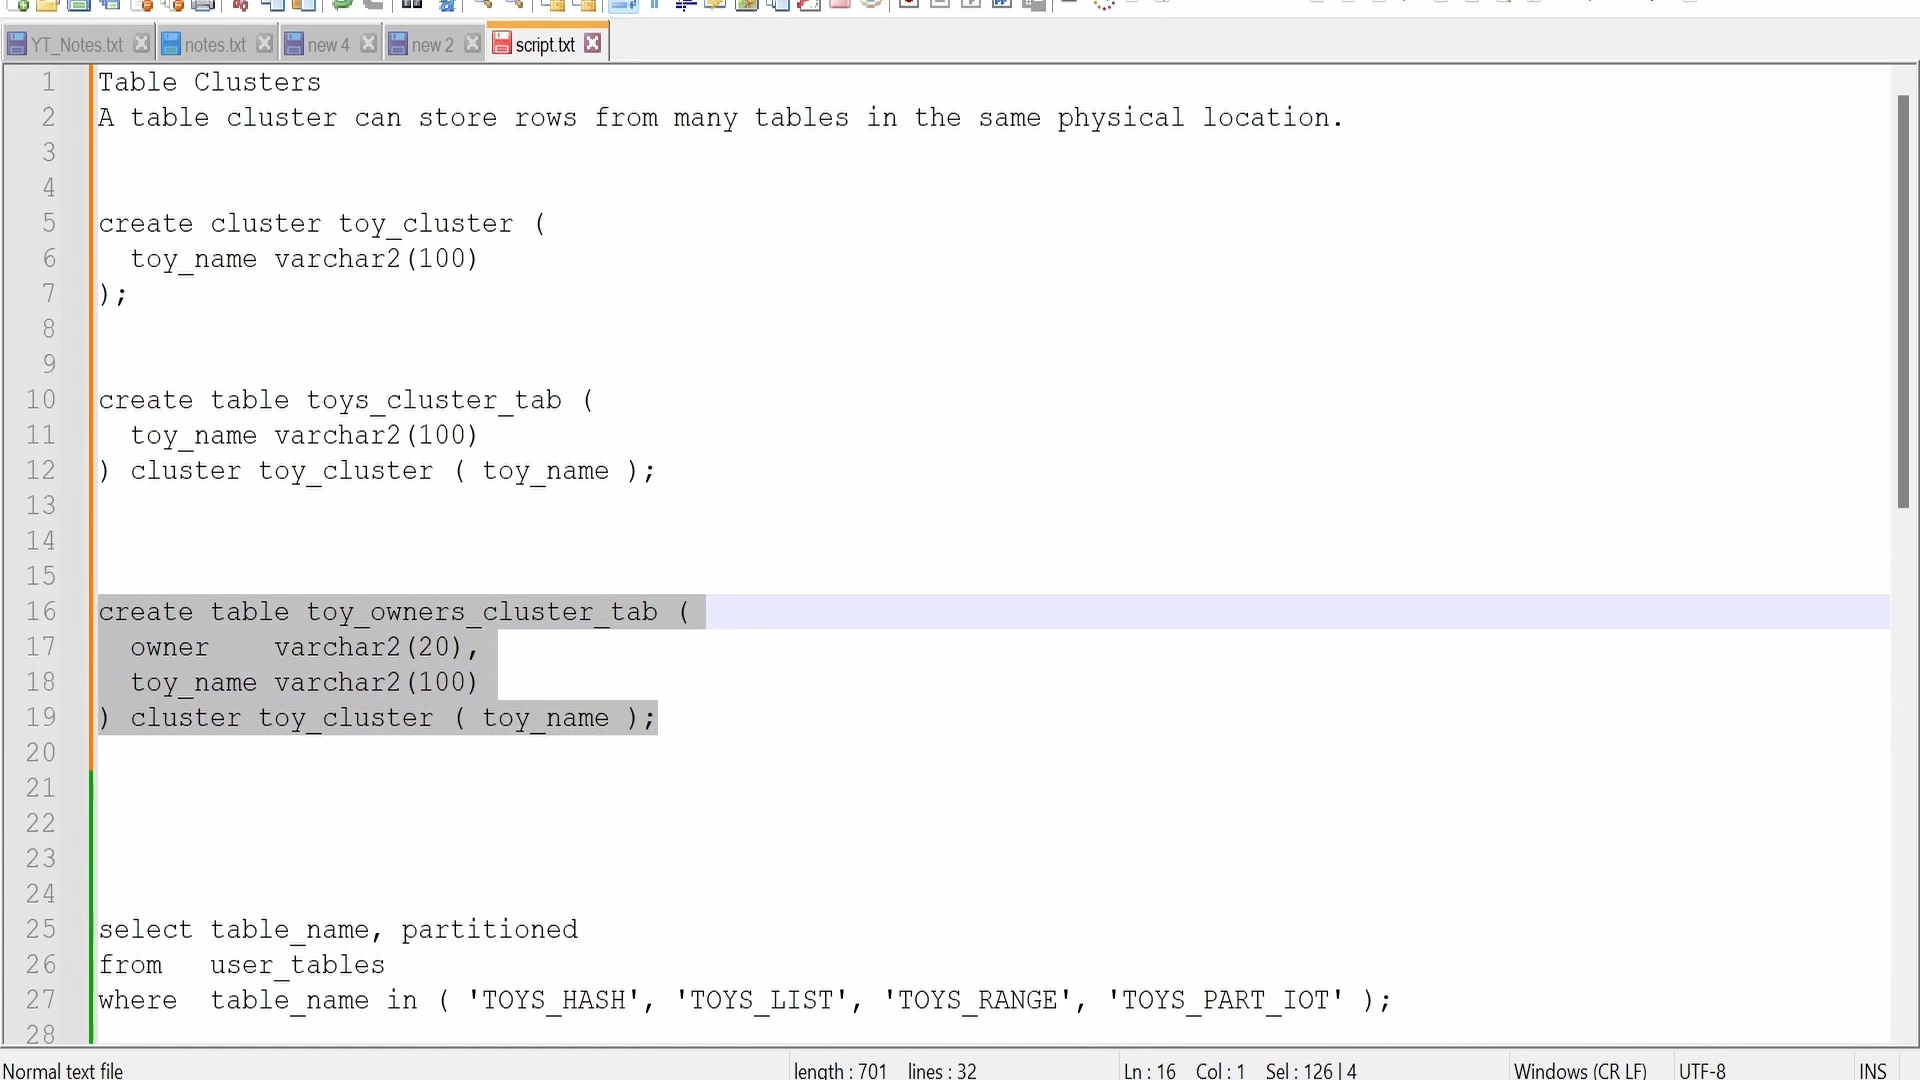 YT_Notes.txt notes.txt new 4 new 2 script.txt
1 Table Clusters
2 A table cluster can store rows from many tables in the same physical location.
3
4
5 create cluster toy_cluster (
6   toy_name varchar2(100)
7 );
8
9
10 create table toys_cluster_tab (
11   toy_name varchar2(100)
12 ) cluster toy_cluster ( toy_name );
13
14
15
16 create table toy_owners_cluster_tab (
17   owner    varchar2(20),
18   toy_name varchar2(100)
19 ) cluster toy_cluster ( toy_name );
20
21
22
23
24
25 select table_name, partitioned
26 from   user_tables
27 where  table_name in ( 'TOYS_HASH', 'TOYS_LIST', 'TOYS_RANGE', 'TOYS_PART_IOT' );
28
Normal text file length : 701 lines : 32 Ln : 16 Col : 1 Sel : 126 | 4 Windows (CR LF) UTF-8 INS